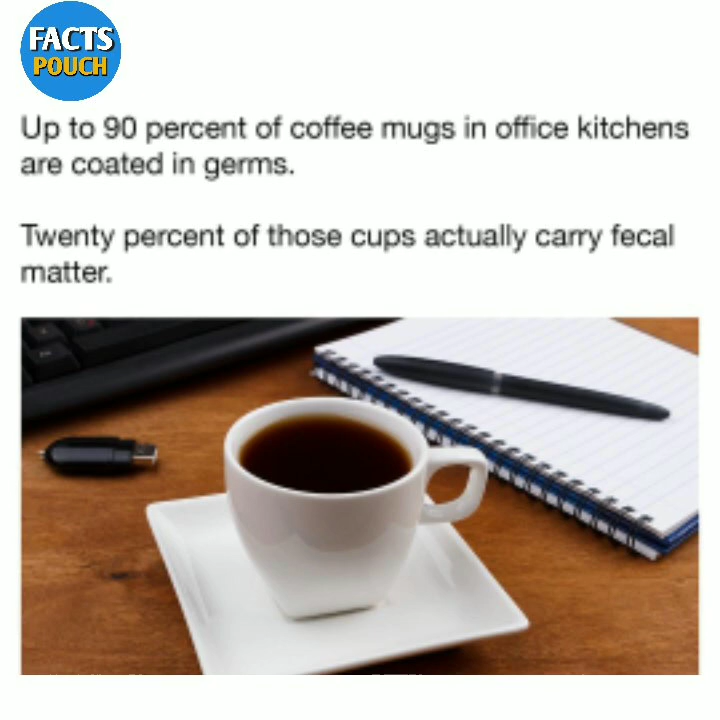 FACTS
POUCH
Up to 90 percent of coffee mugs in office kitchens
are coated in germs.
Twenty percent of those cups actually carry fecal
matter.